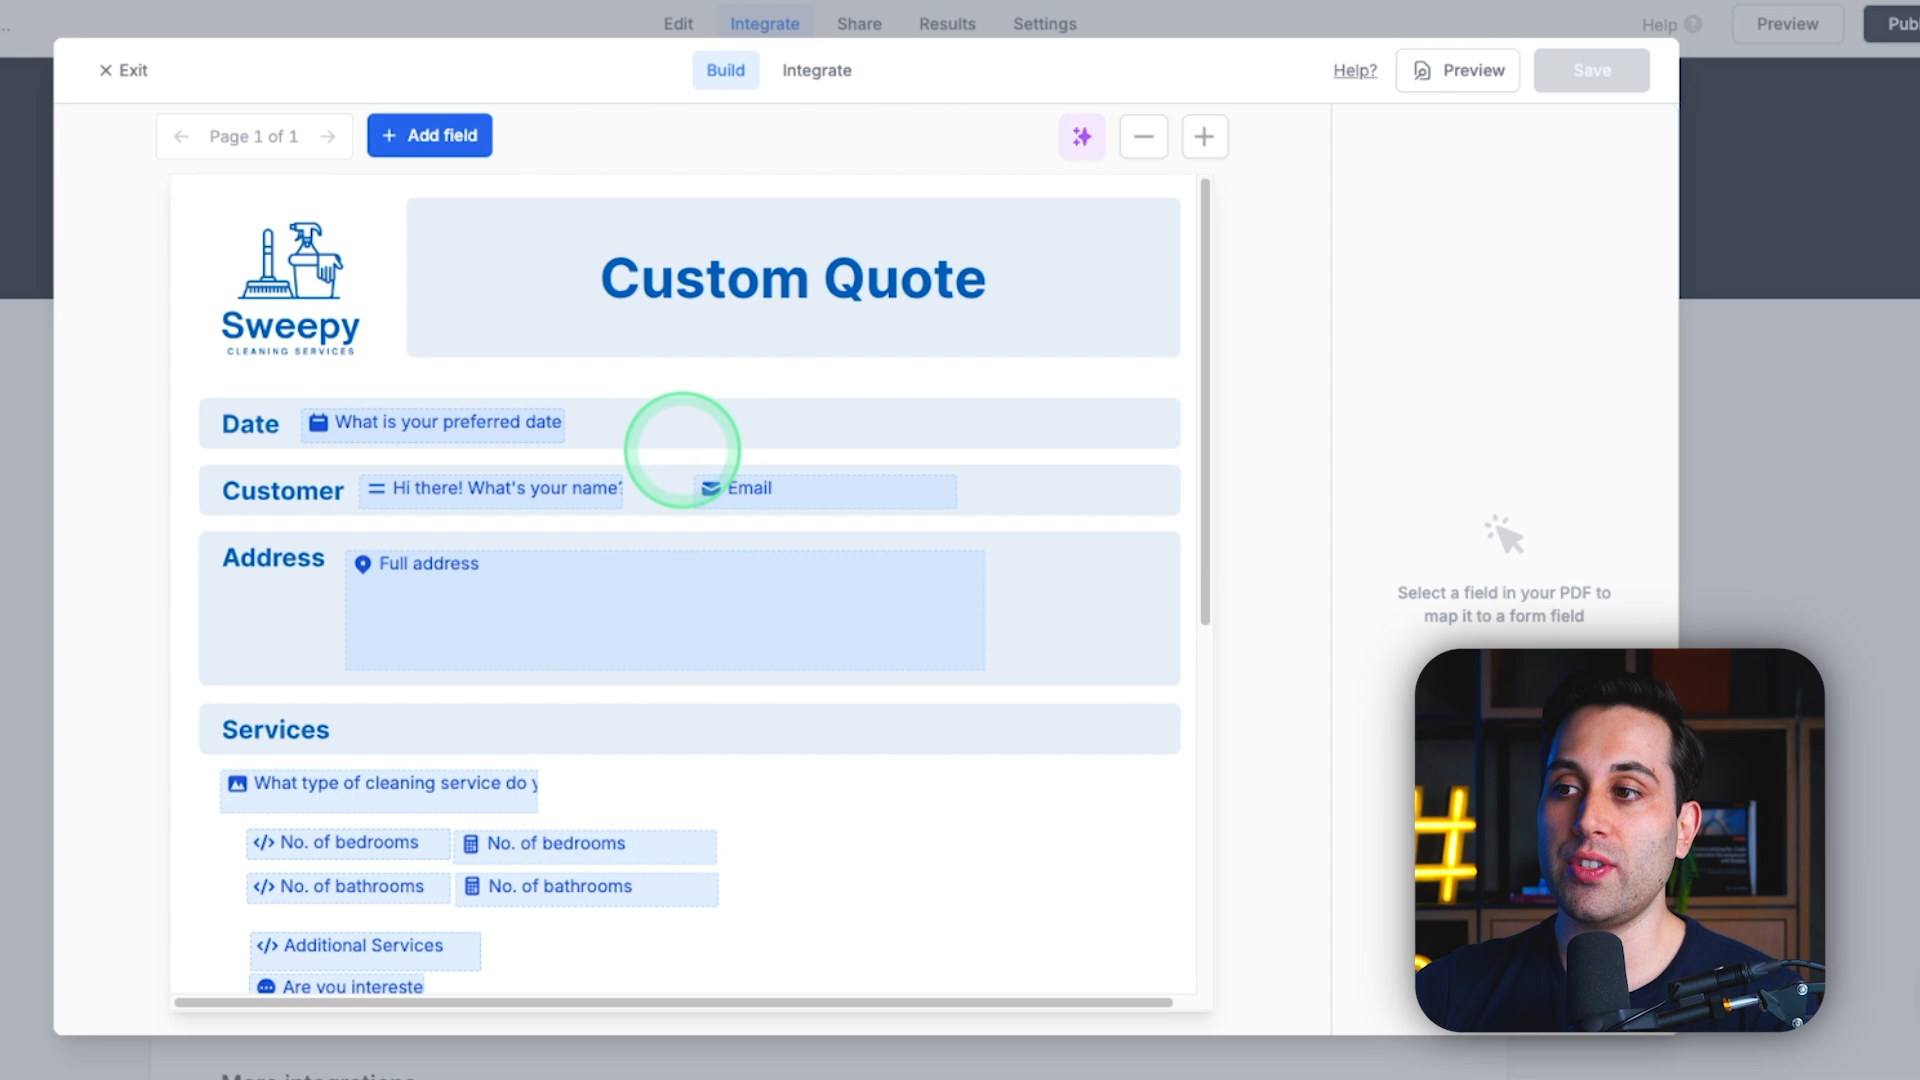 Edit Integrate Share Results Settings Help ? Preview
Exit Build Integrate Help? Preview Save
Page 1 of 1 + Add field
Sweepy
CLEANING SERVICES
Custom Quote
Date What is your preferred date
Customer Hi there! What's your name? Email
Address Full address
Services
What type of cleaning service do
</> No. of bedrooms No. of bedrooms
</> No. of bathrooms No. of bathrooms
</> Additional Services
Are you intereste
Select a field in your PDF to
map it to a form field